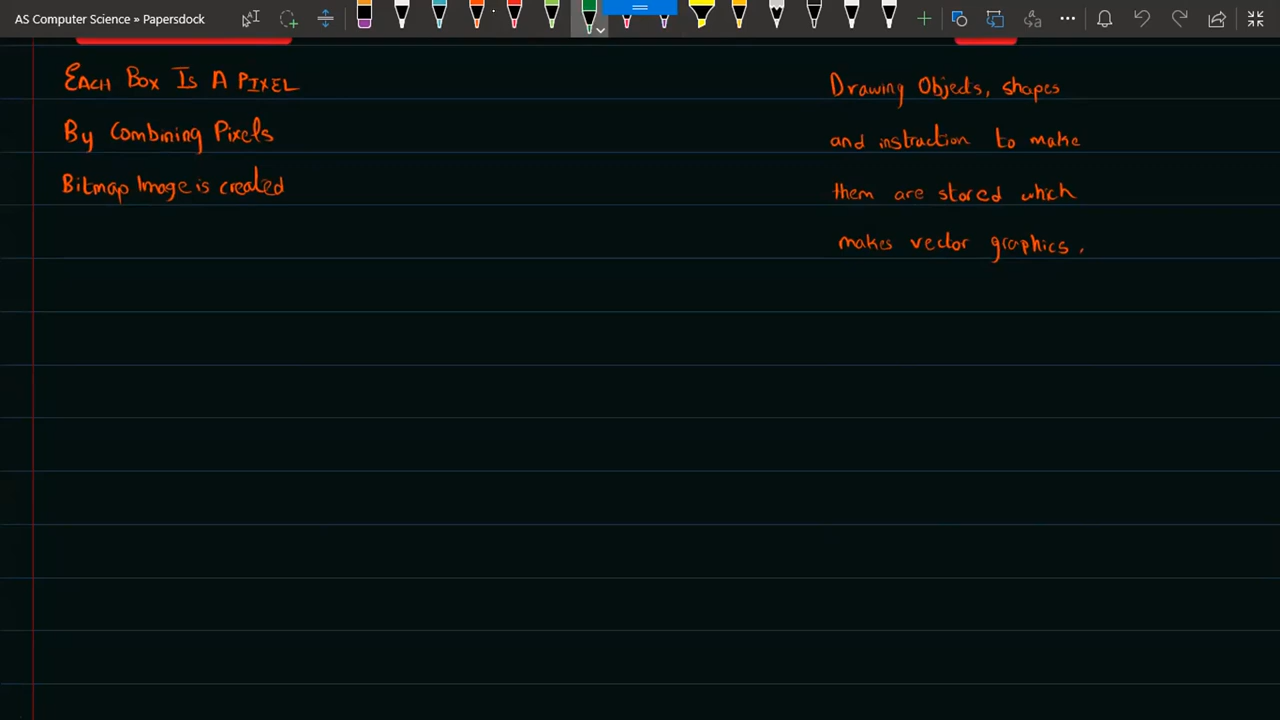 AS Computer Science » Papersdock
EACH BOX IS A PIXEL
By Combining Pixels
Bitmap Image is created
Drawing Objects, shapes
and instruction to make
them are stored which
makes vector graphics.